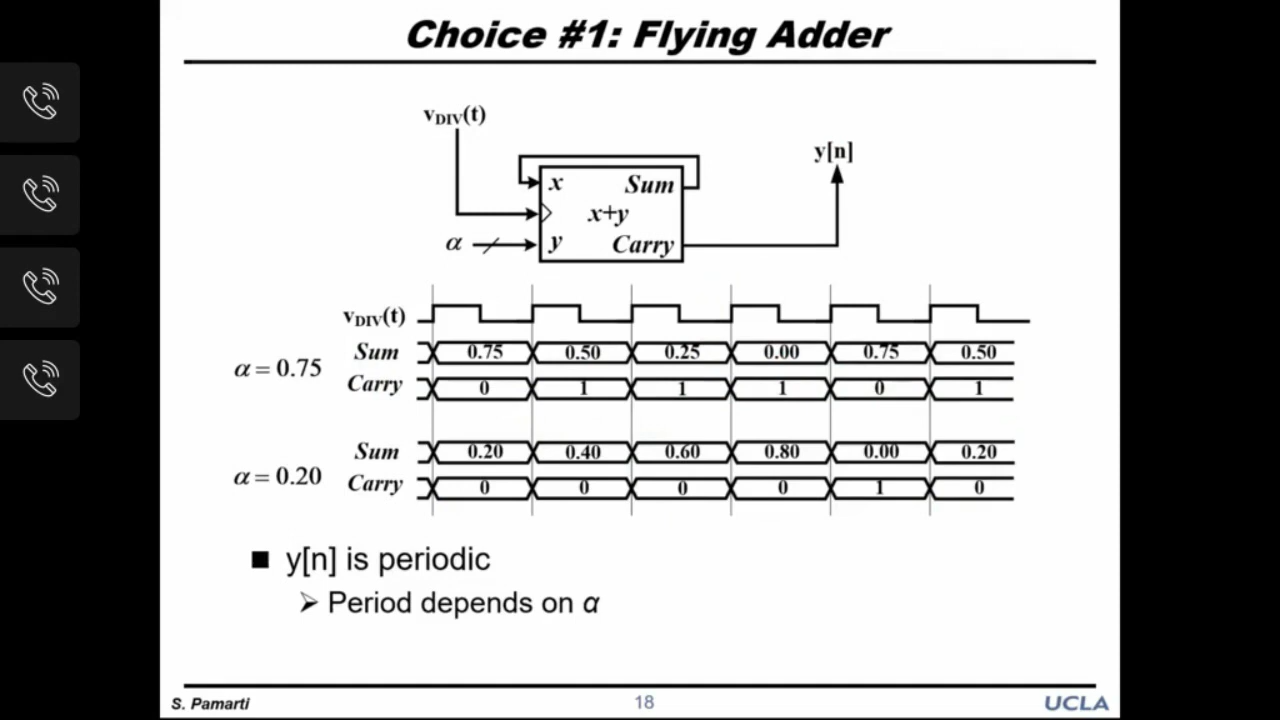 Choice #1: Flying Adder
vDIV(t)
y[n]
x Sum
x+y
α y Carry
vDIV(t)
Sum 0.75 0.50 0.25 0.00 0.75 0.50
α = 0.75
Carry 0 1 1 1 0 1
Sum 0.20 0.40 0.60 0.80 0.00 0.20
α = 0.20
Carry 0 0 0 0 1 0
■ y[n] is periodic
➢ Period depends on α
S. Pamarti 18 UCLA